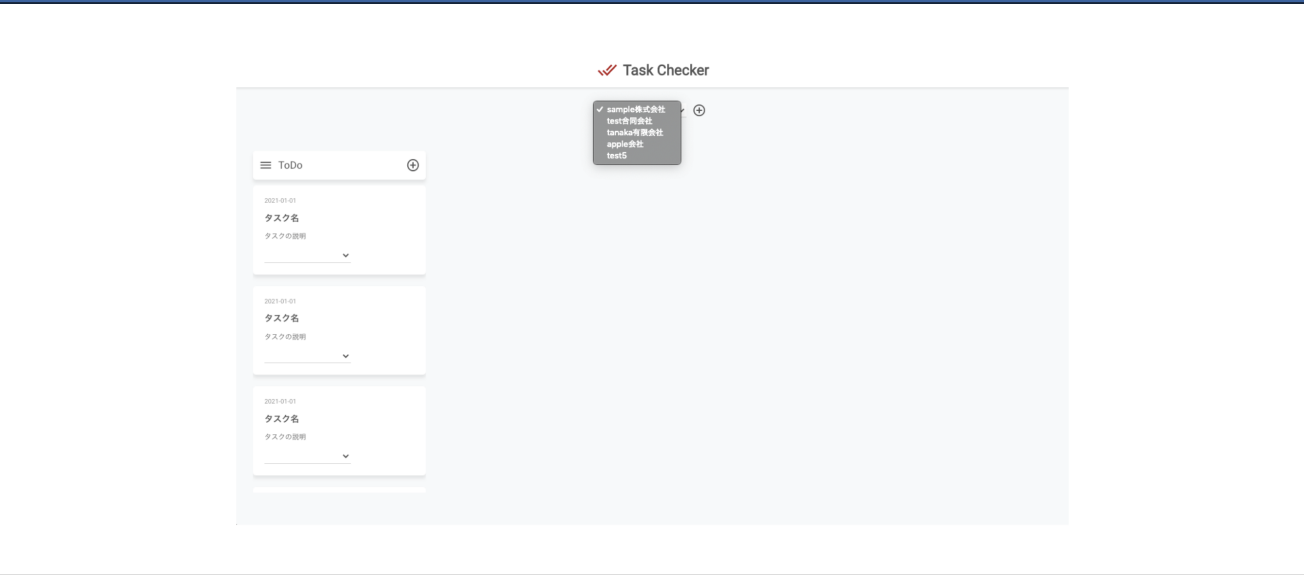 Task Checker
sample株式会社
test合同会社
tanaka有限会社
apple会社
test5
ToDo
2021-01-01
タスク名
タスクの説明
2021-01-01
タスク名
タスクの説明
2021-01-01
タスク名
タスクの説明